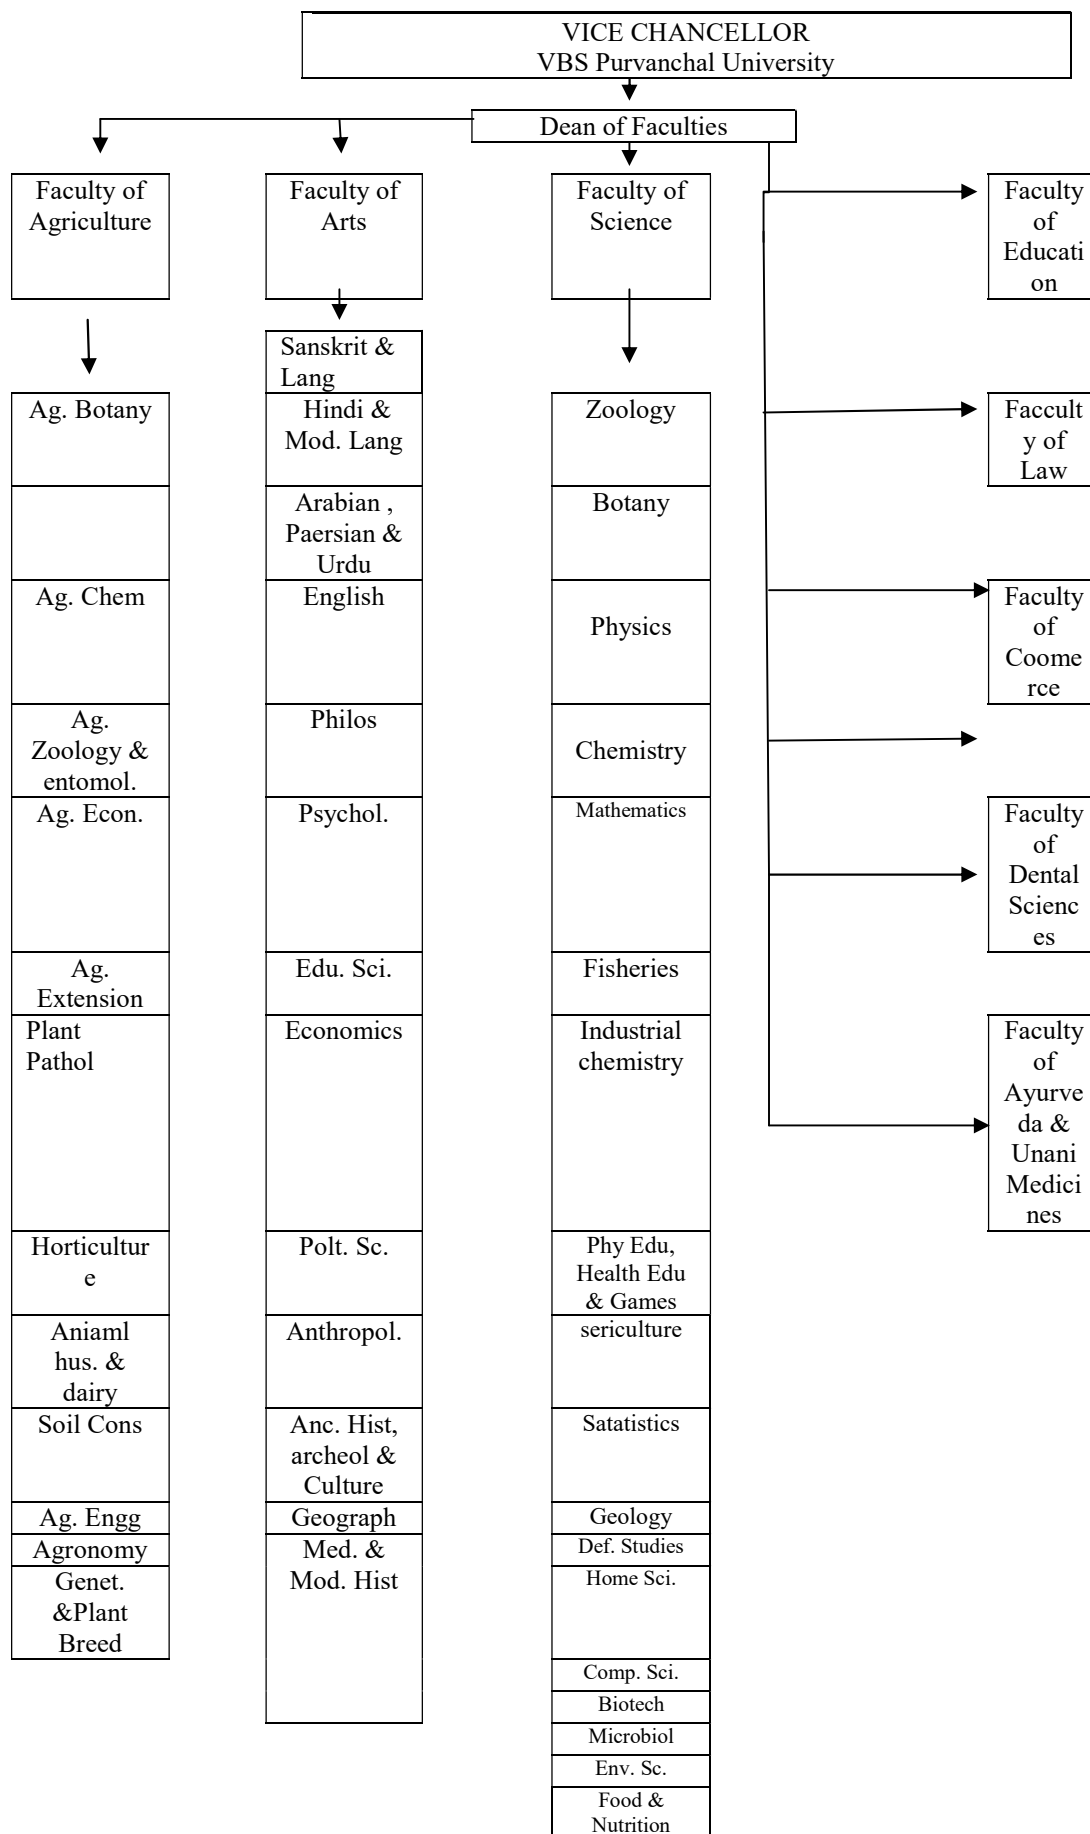 VICE CHANCELLOR
VBS Purvanchal University
Dean of Faculties
Faculty of
Agriculture
Faculty of
Arts
Faculty of
Science
Faculty
of
Educati
on
Sanskrit &
Lang
Ag. Botany
Hindi &
Mod. Lang
Zoology
Faccult
y of
Law
Arabian ,
Paersian &
Urdu
Botany
Ag. Chem
English
Physics
Faculty
of
Coome
rce
Ag.
Zoology &
entomol.
Philos
Chemistry
Ag. Econ.
Psychol.
Mathematics
Faculty
of
Dental
Scienc
es
Ag.
Extension
Edu. Sci.
Fisheries
Plant
Pathol
Economics
Industrial
chemistry
Faculty
of
Ayurve
da &
Unani
Medici
nes
Horticultur
e
Polt. Sc.
Phy Edu,
Health Edu
& Games
Aniaml
hus. &
dairy
Anthropol.
sericulture
Soil Cons
Anc. Hist,
archeol &
Culture
Satatistics
Ag. Engg
Geograph
Geology
Agronomy
Med. &
Mod. Hist
Def. Studies
Genet.
&Plant
Breed
Home Sci.
Comp. Sci.
Biotech
Microbiol
Env. Sc.
Food &
Nutrition